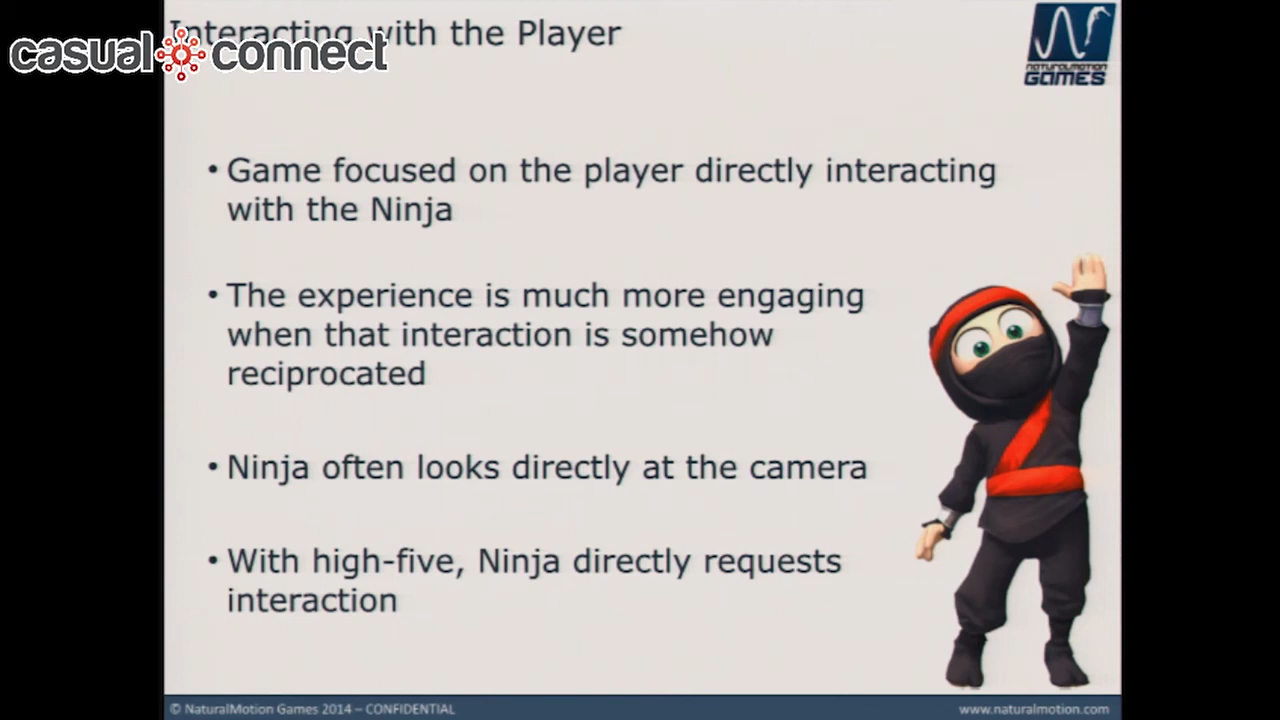 Interacting with the Player
casual connect
NATURALMOTION
GAMES
• Game focused on the player directly interacting
with the Ninja
• The experience is much more engaging
when that interaction is somehow
reciprocated
• Ninja often looks directly at the camera
• With high-five, Ninja directly requests
interaction
© NaturalMotion Games 2014 – CONFIDENTIAL
www.naturalmotion.com